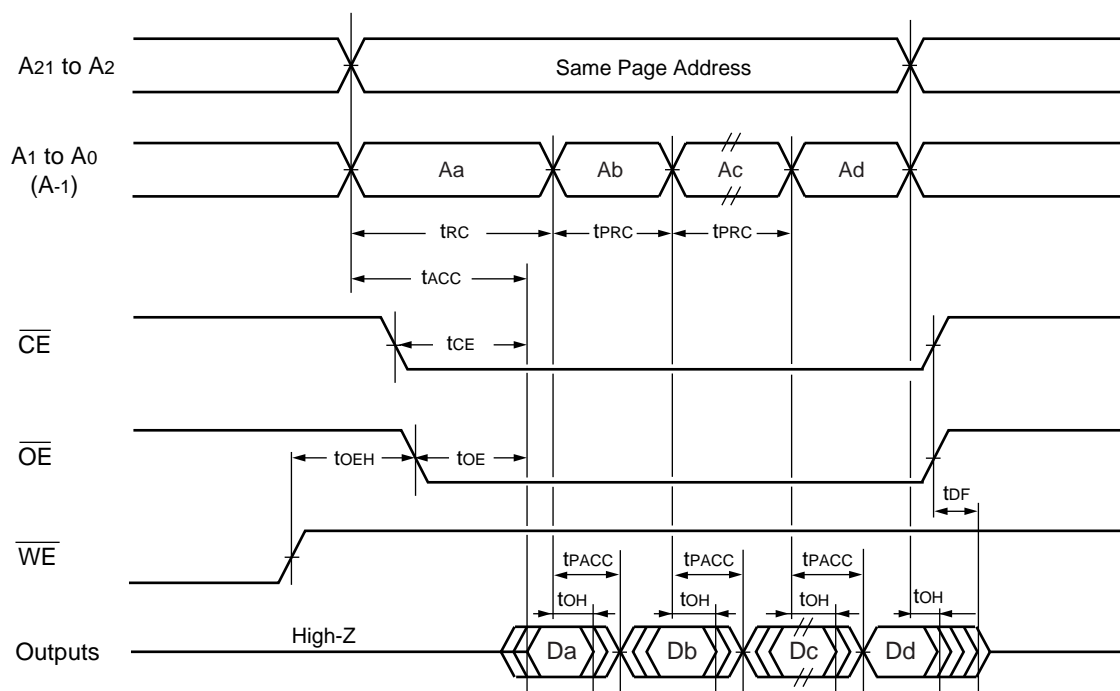 A21 to A2
Same Page Address
A1 to A0
(A-1)
Aa
Ab
Ac
Ad
tRC
tPRC
tPRC
tACC
CE
tCE
OE
tOEH
tOE
tDF
WE
tPACC
tPACC
tPACC
tOH
tOH
tOH
tOH
Outputs
High-Z
Da
Db
Dc
Dd